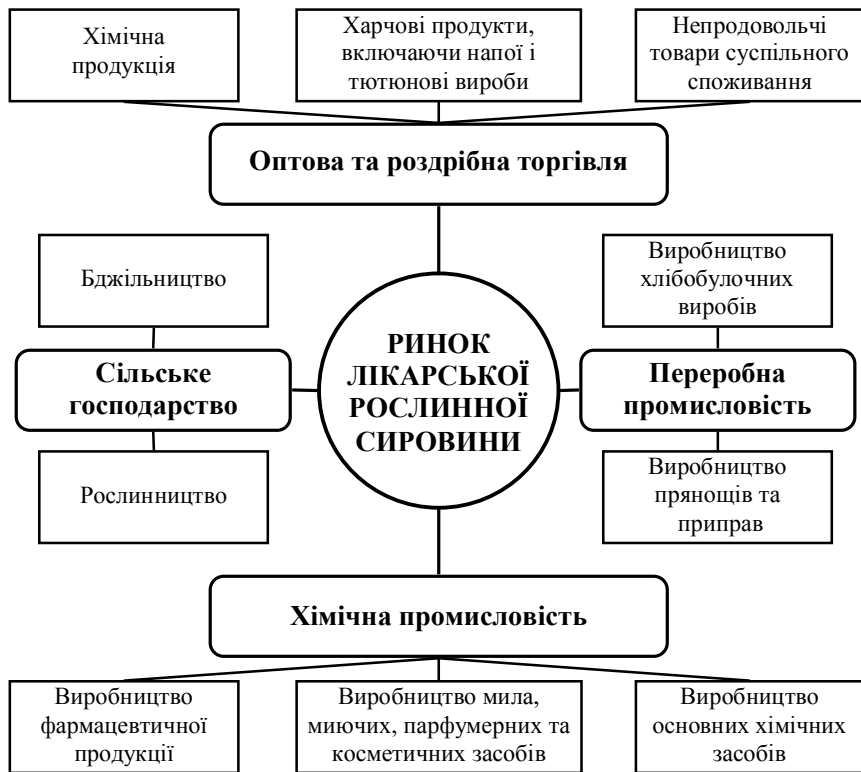 Хімічна
продукція
Харчові продукти,
включаючи напої і
тютюнові вироби
Непродовольчі
товари суспільного
споживання
Оптова та роздрібна торгівля
Бджільництво
Сільське
господарство
Рослинництво
РИНОК
ЛІКАРСЬКОЇ
РОСЛИННОЇ
СИРОВИНИ
Виробництво
хлібобулочних
виробів
Переробна
промисловість
Виробництво
прянощів та
приправ
Хімічна промисловість
Виробництво
фармацевтичної
продукції
Виробництво мила,
миючих, парфумерних та
косметичних засобів
Виробництво
основних хімічних
засобів